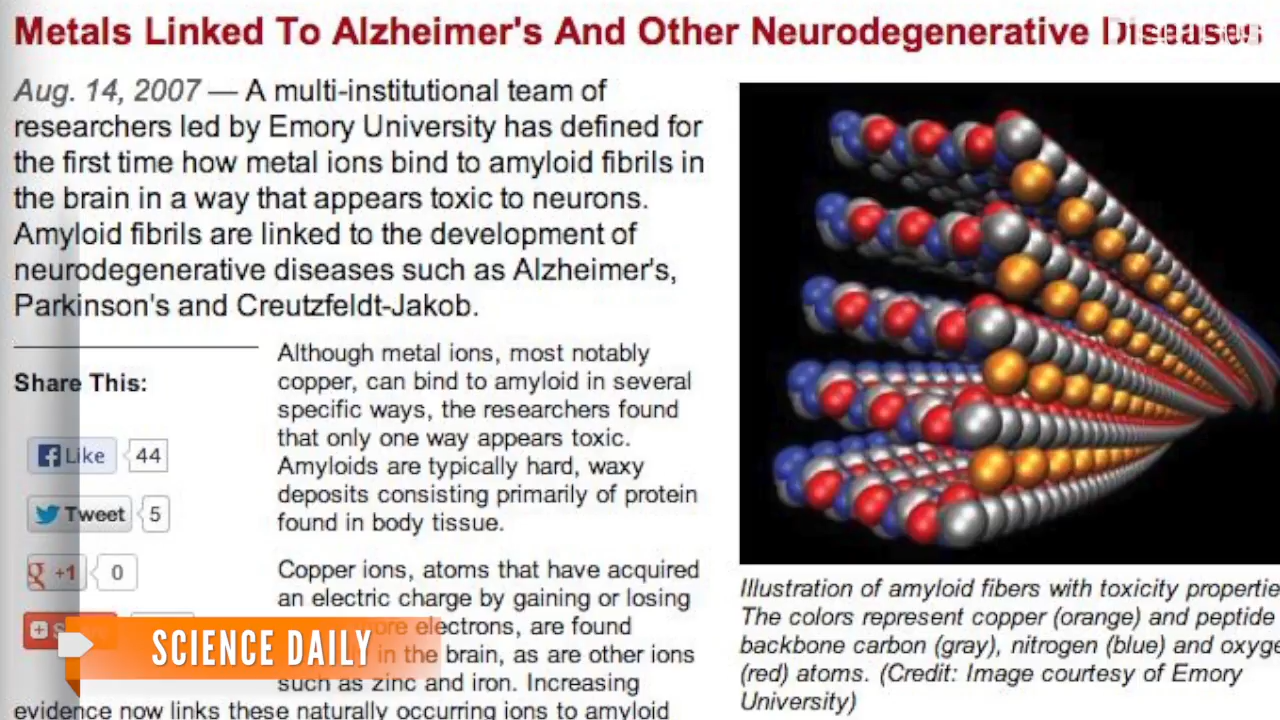 Metals Linked To Alzheimer's And Other Neurodegenerative Diseases
Aug. 14, 2007 — A multi-institutional team of
researchers led by Emory University has defined for
the first time how metal ions bind to amyloid fibrils in
the brain in a way that appears toxic to neurons.
Amyloid fibrils are linked to the development of
neurodegenerative diseases such as Alzheimer's,
Parkinson's and Creutzfeldt-Jakob.
Share This:
Like 44
Tweet 5
+1 0
Although metal ions, most notably
copper, can bind to amyloid in several
specific ways, the researchers found
that only one way appears toxic.
Amyloids are typically hard, waxy
deposits consisting primarily of protein
found in body tissue.
Copper ions, atoms that have acquired
an electric charge by gaining or losing
more electrons, are found
in the brain, as are other ions
such as zinc and iron. Increasing
evidence now links these naturally occurring ions to amyloid
Illustration of amyloid fibers with toxicity propertie
The colors represent copper (orange) and peptide
backbone carbon (gray), nitrogen (blue) and oxyge
(red) atoms. (Credit: Image courtesy of Emory
University)
SCIENCE DAILY